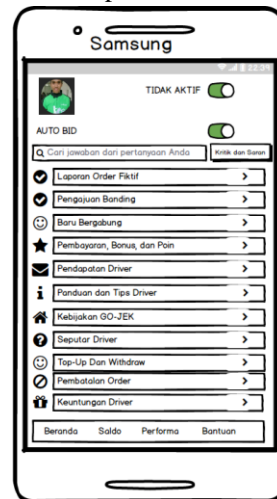 Samsung
22:34
TIDAK AKTIF
AUTO BID
Cari jawaban dari pertanyaan Anda
Kritik dan Saran
Laporan Order Fiktif >
Pengajuan Banding >
Baru Bergabung >
Pembayaran, Bonus, dan Poin >
Pendapatan Driver >
Panduan dan Tips Driver >
Kebijakan GO-JEK >
Seputar Driver >
Top-Up Dan Withdraw >
Pembatalan Order >
Keuntungan Driver >
Beranda Saldo Performa Bantuan